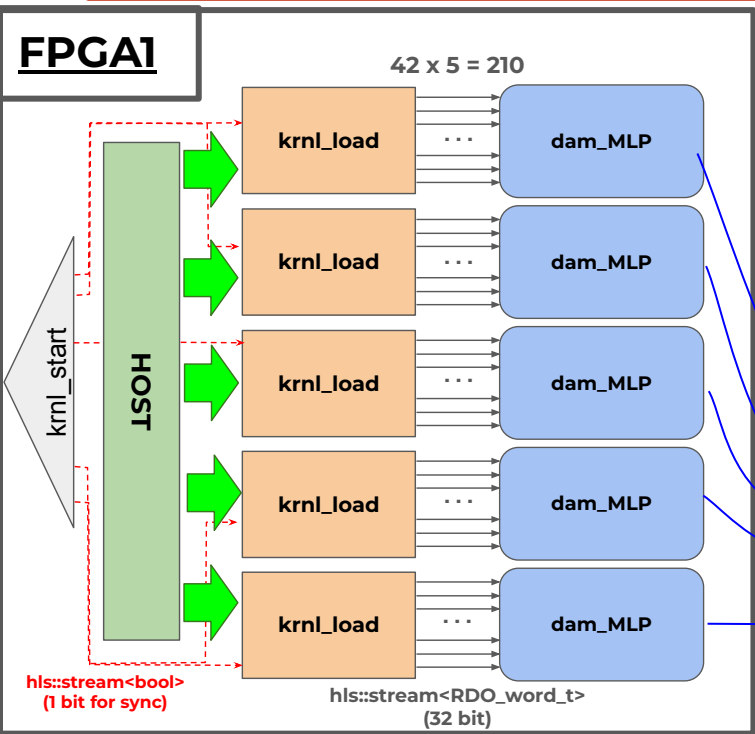 FPGA1
42 x 5 = 210
krnl_load
. . .
dam_MLP
krnl_load
. . .
dam_MLP
krnl_start
HOST
krnl_load
. . .
dam_MLP
krnl_load
. . .
dam_MLP
krnl_load
. . .
dam_MLP
hls::stream<bool>
(1 bit for sync)
hls::stream<RDO_word_t>
(32 bit)